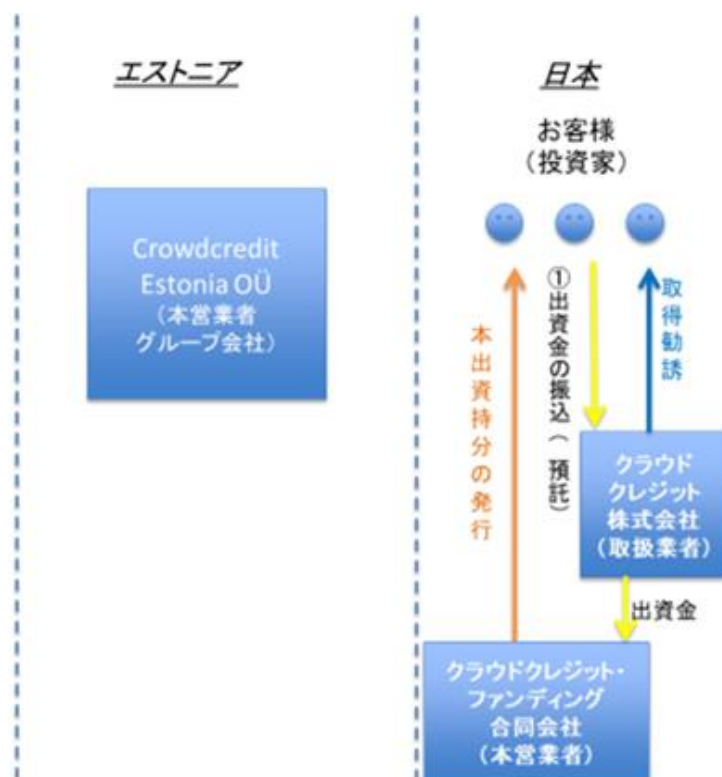 エストニア
日本
お客様
（投資家）
Crowdcredit
Estonia OÜ
（本営業者
グループ会社）
本出資持分の発行
①出資金の振込（ 預託）
取得勧誘
クラウド
クレジット
株式会社
（取扱業者）
出資金
クラウドクレジット・
ファンディング
合同会社
（本営業者）